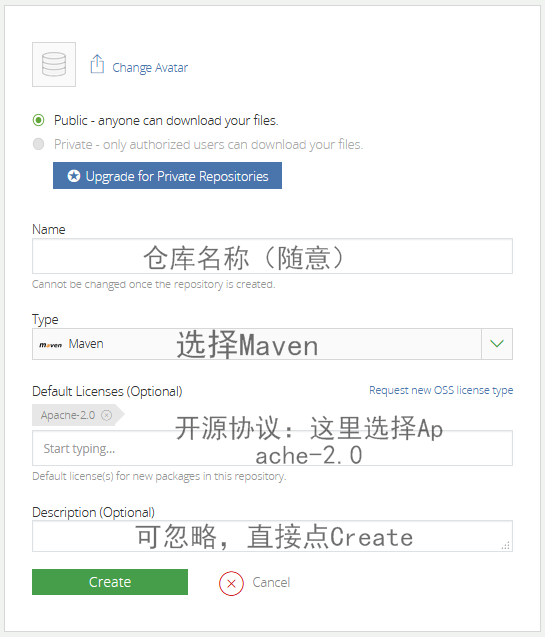 Change Avatar
Public - anyone can download your files.
Private - only authorized users can download your files.
Upgrade for Private Repositories
Name
仓库名称（随意）
Cannot be changed once the repository is created.
Type
maven Maven 选择Maven
Default Licenses (Optional) Request new OSS license type
Apache-2.0
开源协议：这里选择Ap
ache-2.0
Start typing...
Default license(s) for new packages in this repository.
Description (Optional)
可忽略，直接点Create
Create Cancel